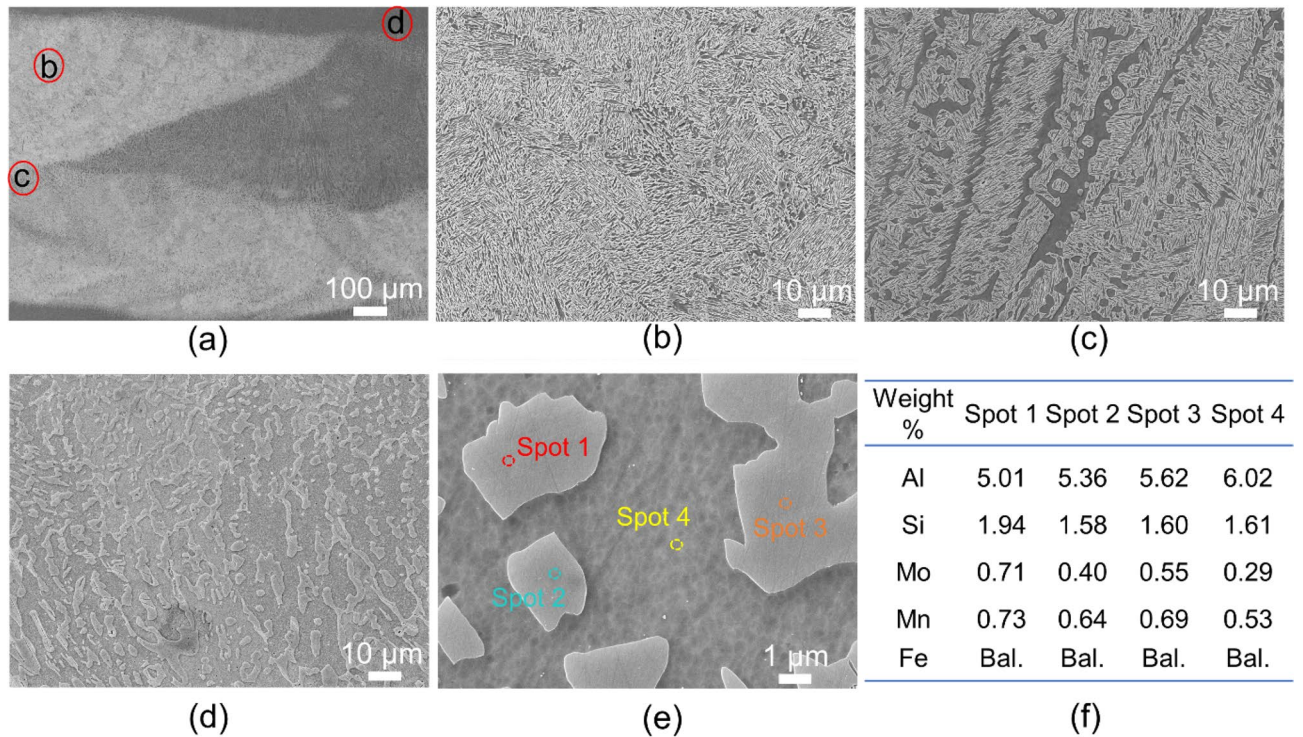 b
d
c
100 µm
(a)
10 µm
(b)
10 µm
(c)
10 µm
(d)
Spot 1
Spot 4
Spot 3
Spot 2
1 µm
(e)
Weight % Spot 1 Spot 2 Spot 3 Spot 4
Al 5.01 5.36 5.62 6.02
Si 1.94 1.58 1.60 1.61
Mo 0.71 0.40 0.55 0.29
Mn 0.73 0.64 0.69 0.53
Fe Bal. Bal. Bal. Bal.
(f)